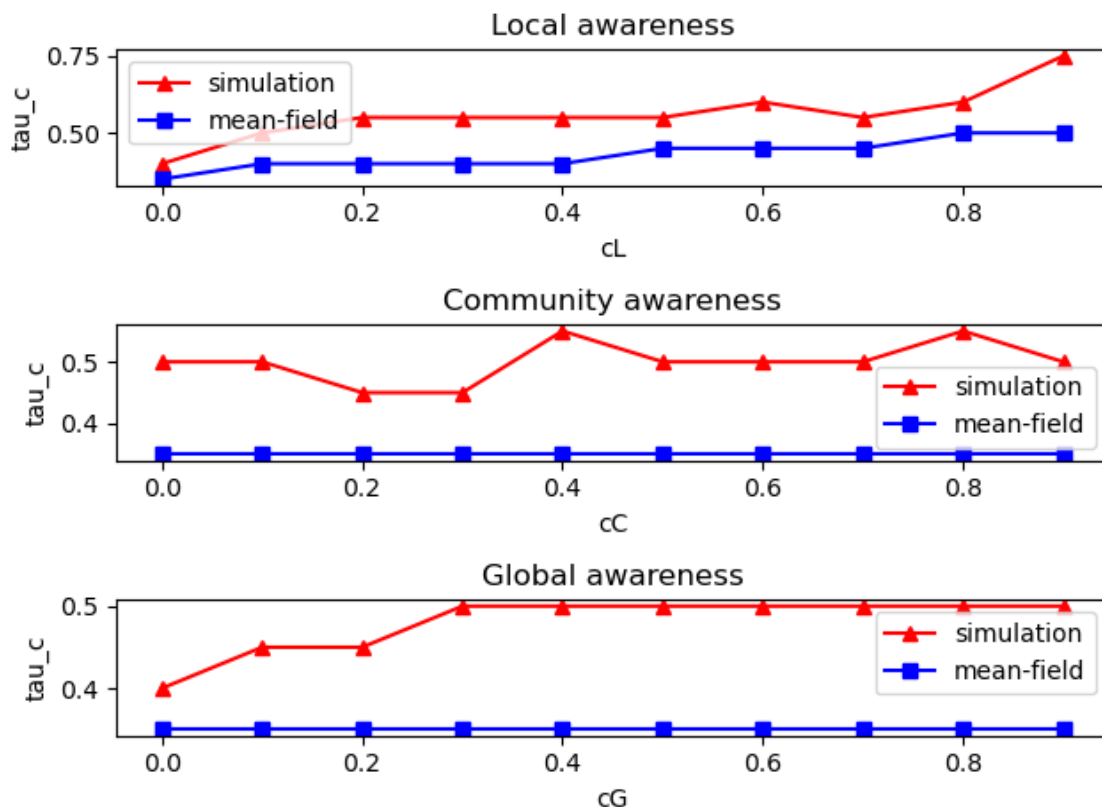 Local awareness
tau_c
0.75
0.50
simulation
mean-field
0.0 0.2 0.4 0.6 0.8
cL
Community awareness
tau_c
0.5
0.4
simulation
mean-field
0.0 0.2 0.4 0.6 0.8
cC
Global awareness
tau_c
0.5
0.4
simulation
mean-field
0.0 0.2 0.4 0.6 0.8
cG